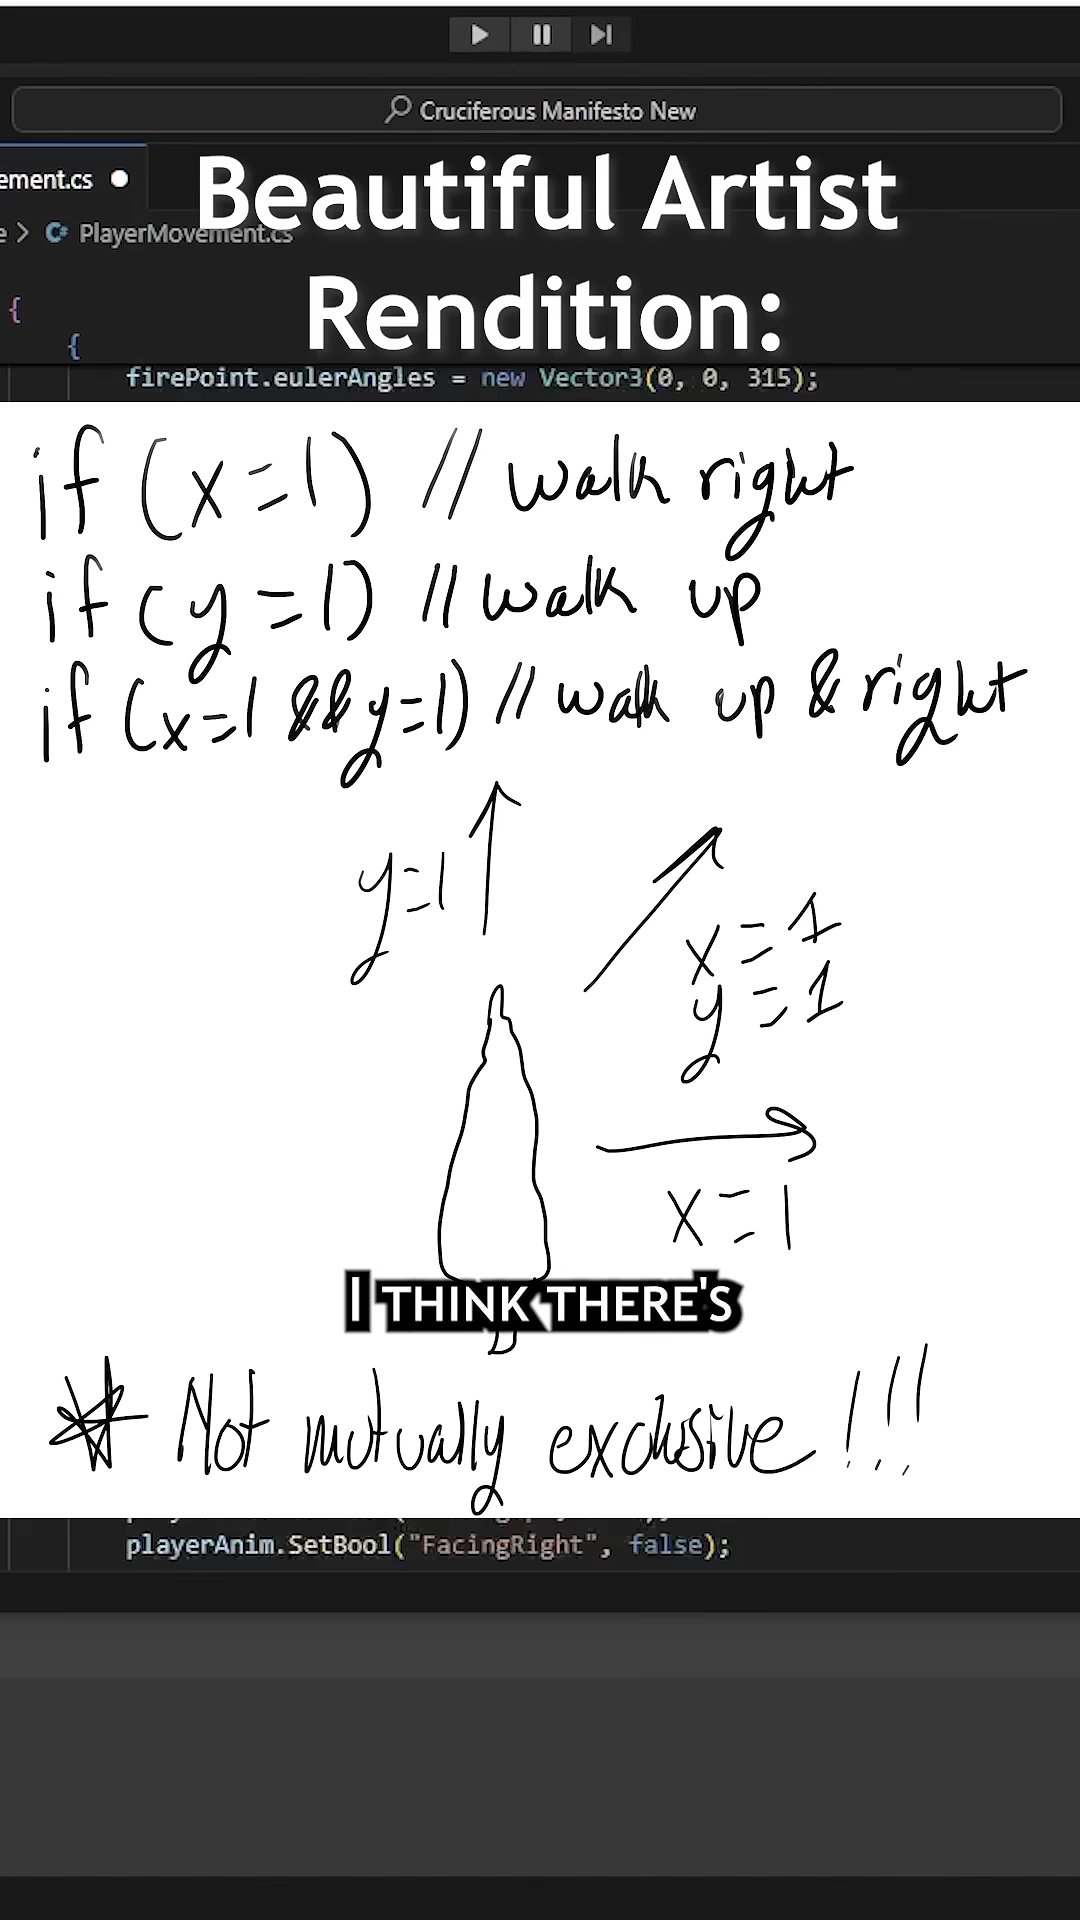 Cruciferous Manifesto New
ement.cs
Beautiful Artist
e > C# PlayerMovement.cs
Rendition:
{
{
firePoint.eulerAngles = new Vector3(0, 0, 315);
if (x=1) // walk right
if (y=1) // walk up
if (x=1 && y=1) // walk up & right
y=1
x=1
y=1
x=1
I THINK THERE'S
* Not mutually exclusive!!!
playerAnim.SetBool("FacingRight", false);